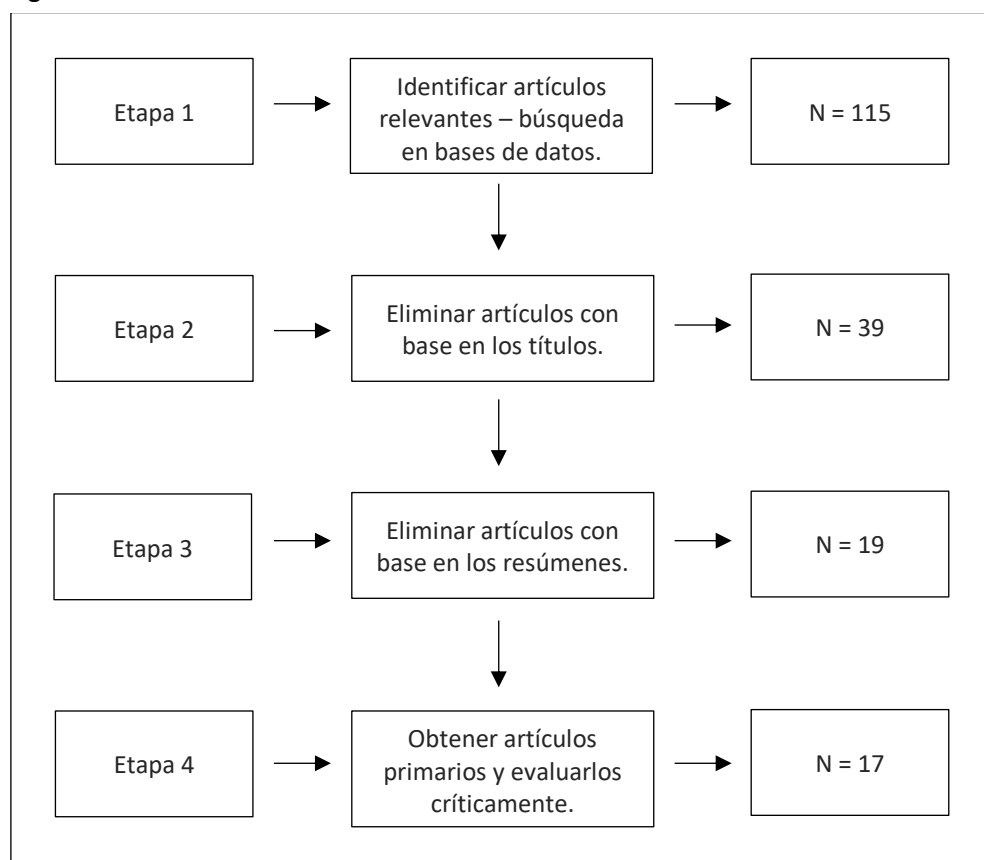 Etapa 1
Identificar artículos
relevantes – búsqueda
en bases de datos.
N = 115
Etapa 2
Eliminar artículos con
base en los títulos.
N = 39
Etapa 3
Eliminar artículos con
base en los resúmenes.
N = 19
Etapa 4
Obtener artículos
primarios y evaluarlos
críticamente.
N = 17